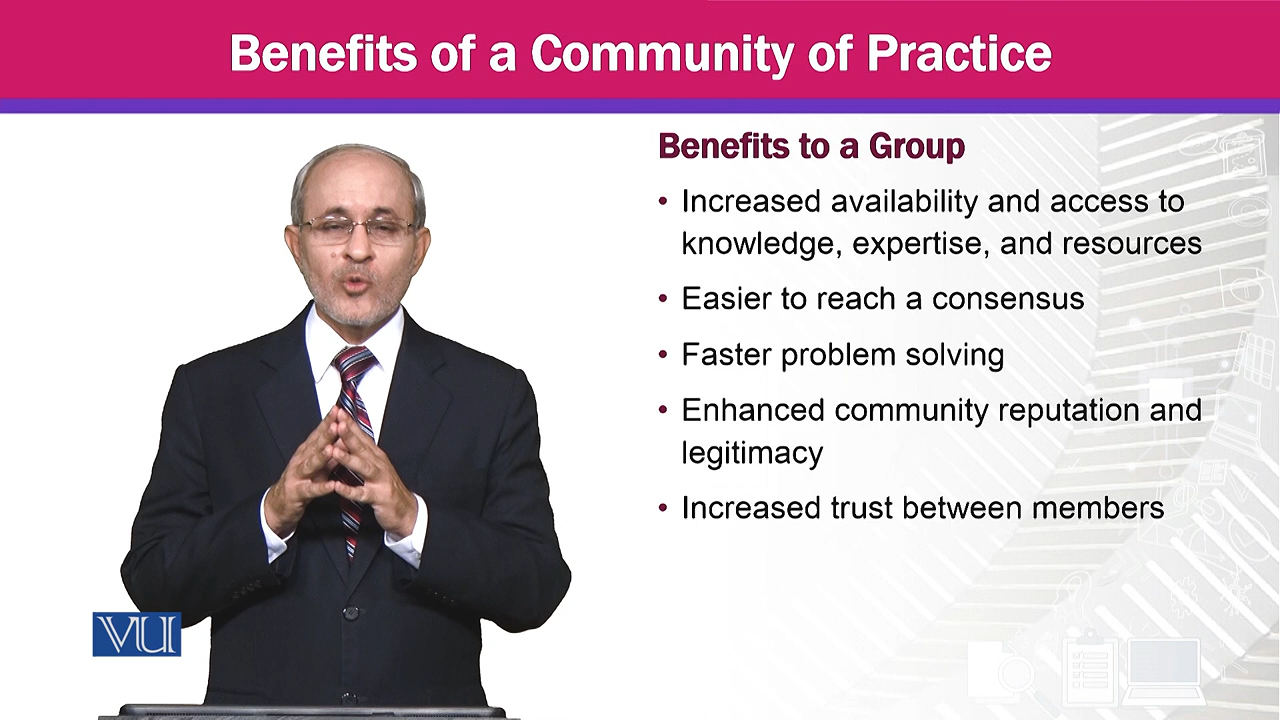 Benefits of a Community of Practice
Benefits to a Group
• Increased availability and access to
knowledge, expertise, and resources
• Easier to reach a consensus
• Faster problem solving
• Enhanced community reputation and
legitimacy
• Increased trust between members
VU